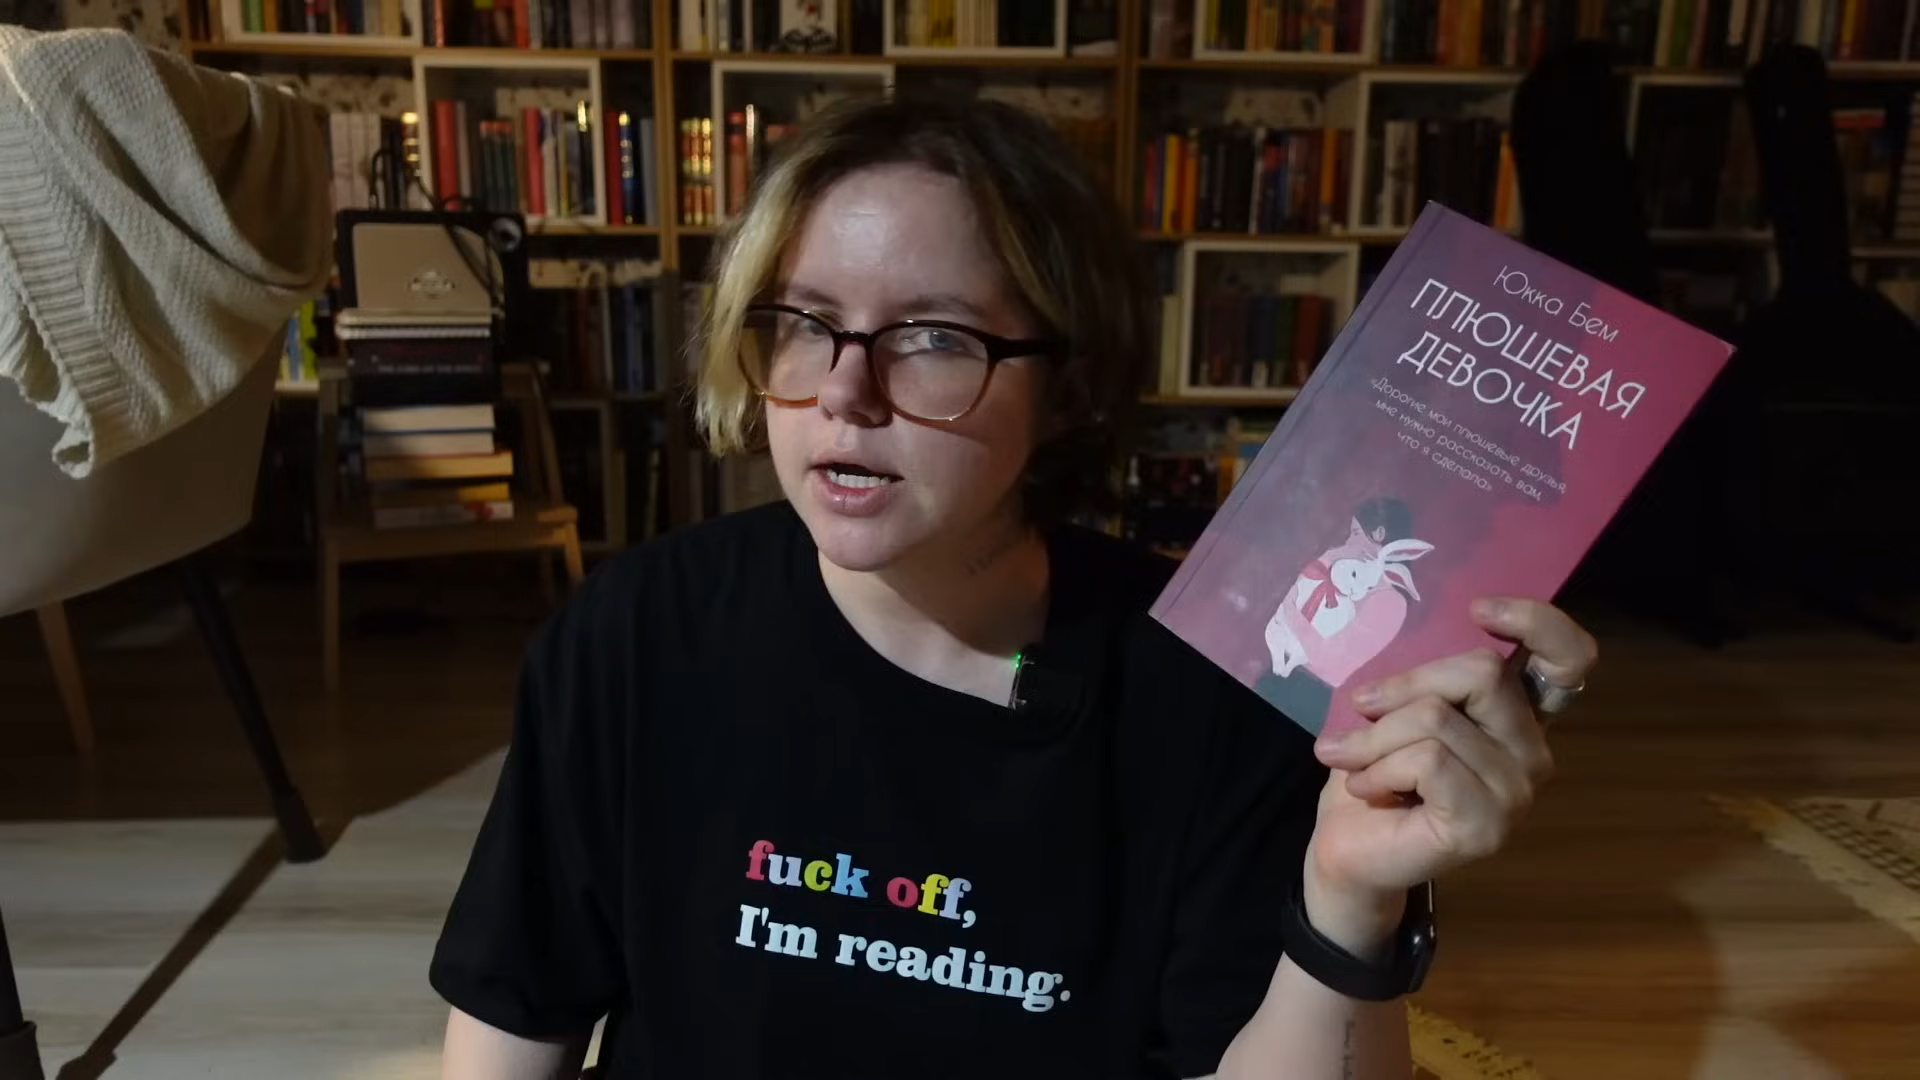 Юкка Бем
ПЛЮШЕВАЯ
ДЕВОЧКА
«Дорогие мои плюшевые друзья,
мне нужно рассказать вам,
что я сделала»
fuck off,
I'm reading.